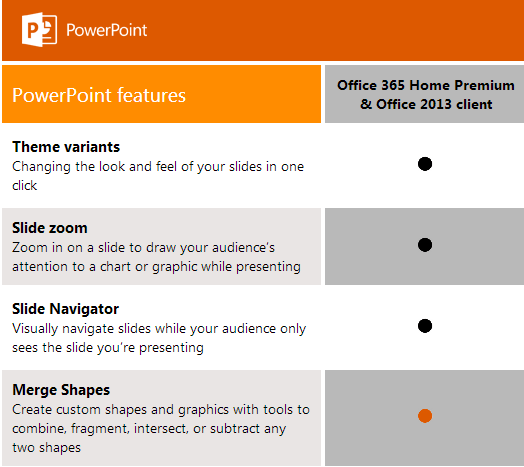 PowerPoint
PowerPoint features
Office 365 Home Premium
& Office 2013 client
Theme variants
Changing the look and feel of your slides in one
click
Slide zoom
Zoom in on a slide to draw your audience's
attention to a chart or graphic while presenting
Slide Navigator
Visually navigate slides while your audience only
sees the slide you're presenting
Merge Shapes
Create custom shapes and graphics with tools to
combine, fragment, intersect, or subtract any
two shapes